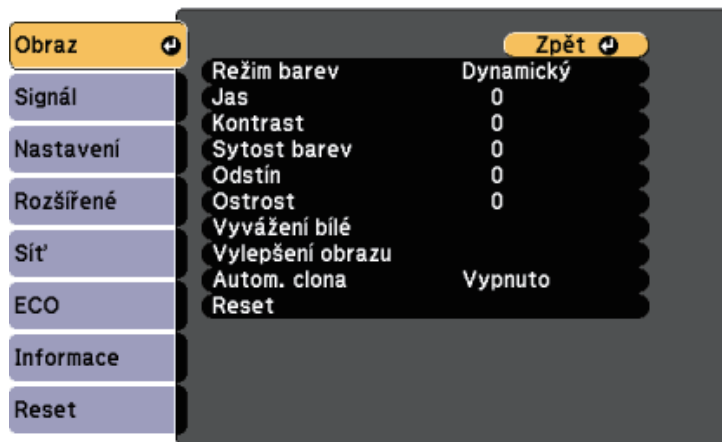 Obraz
Signál
Nastavení
Rozšířené
Síť
ECO
Informace
Reset
Zpět
Režim barev Dynamický
Jas 0
Kontrast 0
Sytost barev 0
Odstín 0
Ostrost 0
Vyvážení bílé
Vylepšení obrazu
Autom. clona Vypnuto
Reset